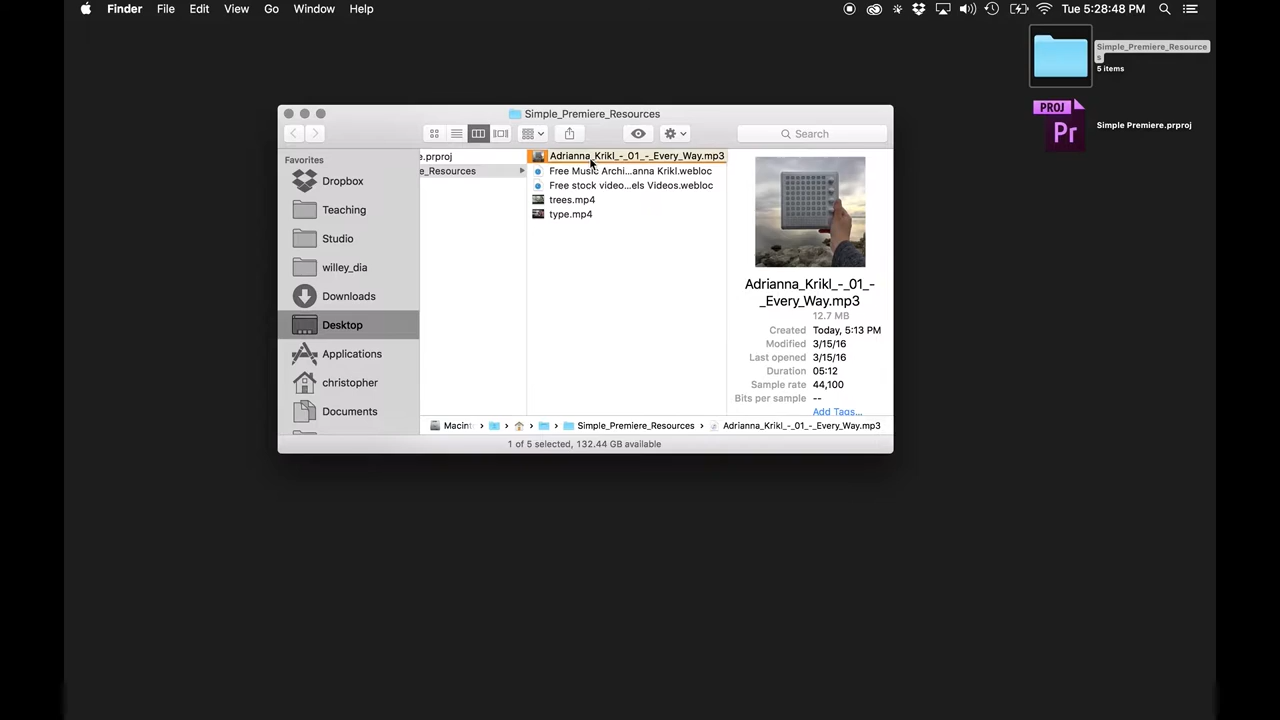 Finder File Edit View Go Window Help
Tue 5:28:48 PM
Simple_Premiere_Resource
s
5 items
PROJ
Pr
Simple Premiere.prproj
Simple_Premiere_Resources
Search
Favorites
Dropbox
Teaching
Studio
willey_dia
Downloads
Desktop
Applications
christopher
Documents
e.prproj
e_Resources
Adrianna_Krikl_-_01_-_Every_Way.mp3
Free Music Archi...anna Krikl.webloc
Free stock video...els Videos.webloc
trees.mp4
type.mp4
Adrianna_Krikl_-_01_-
_Every_Way.mp3
12.7 MB
Created Today, 5:13 PM
Modified 3/15/16
Last opened 3/15/16
Duration 05:12
Sample rate 44,100
Bits per sample --
Add Tags...
Macint > > > > Simple_Premiere_Resources > Adrianna_Krikl_-_01_-_Every_Way.mp3
1 of 5 selected, 132.44 GB available